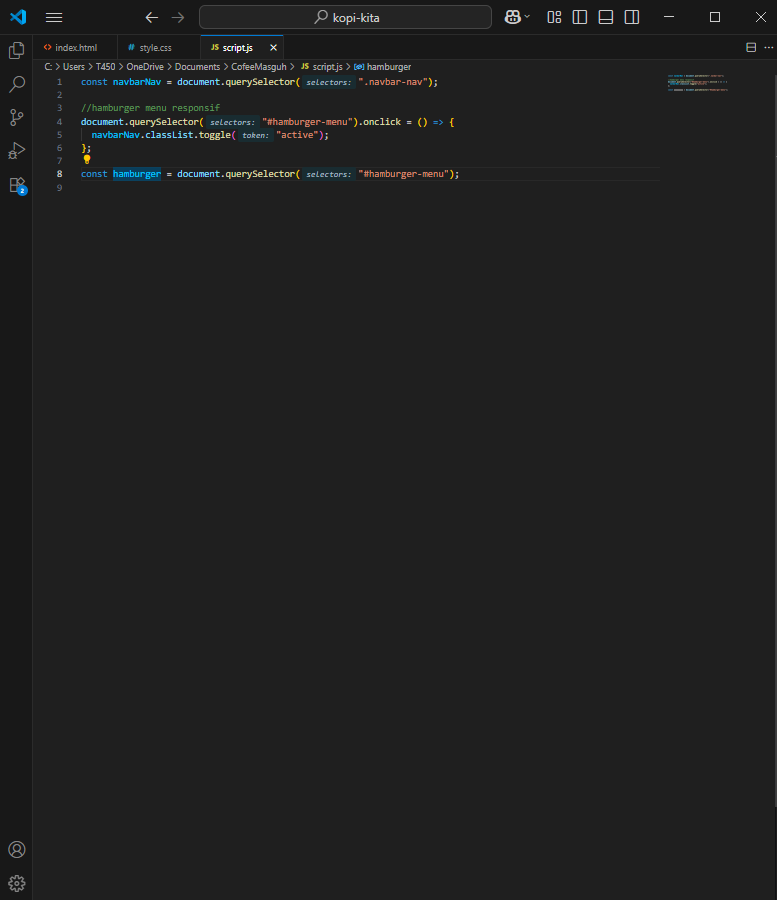 kopi-kita
index.html
style.css
JS script.js
C: > Users > T450 > OneDrive > Documents > CofeeMasguh > JS script.js > hamburger
1 const navbarNav = document.querySelector( selectors: ".navbar-nav");
2
3 //hamburger menu responsif
4 document.querySelector( selectors: "#hamburger-menu").onclick = () => {
5 navbarNav.classList.toggle( token: "active");
6 };
7
8 const hamburger = document.querySelector( selectors: "#hamburger-menu");
9
2